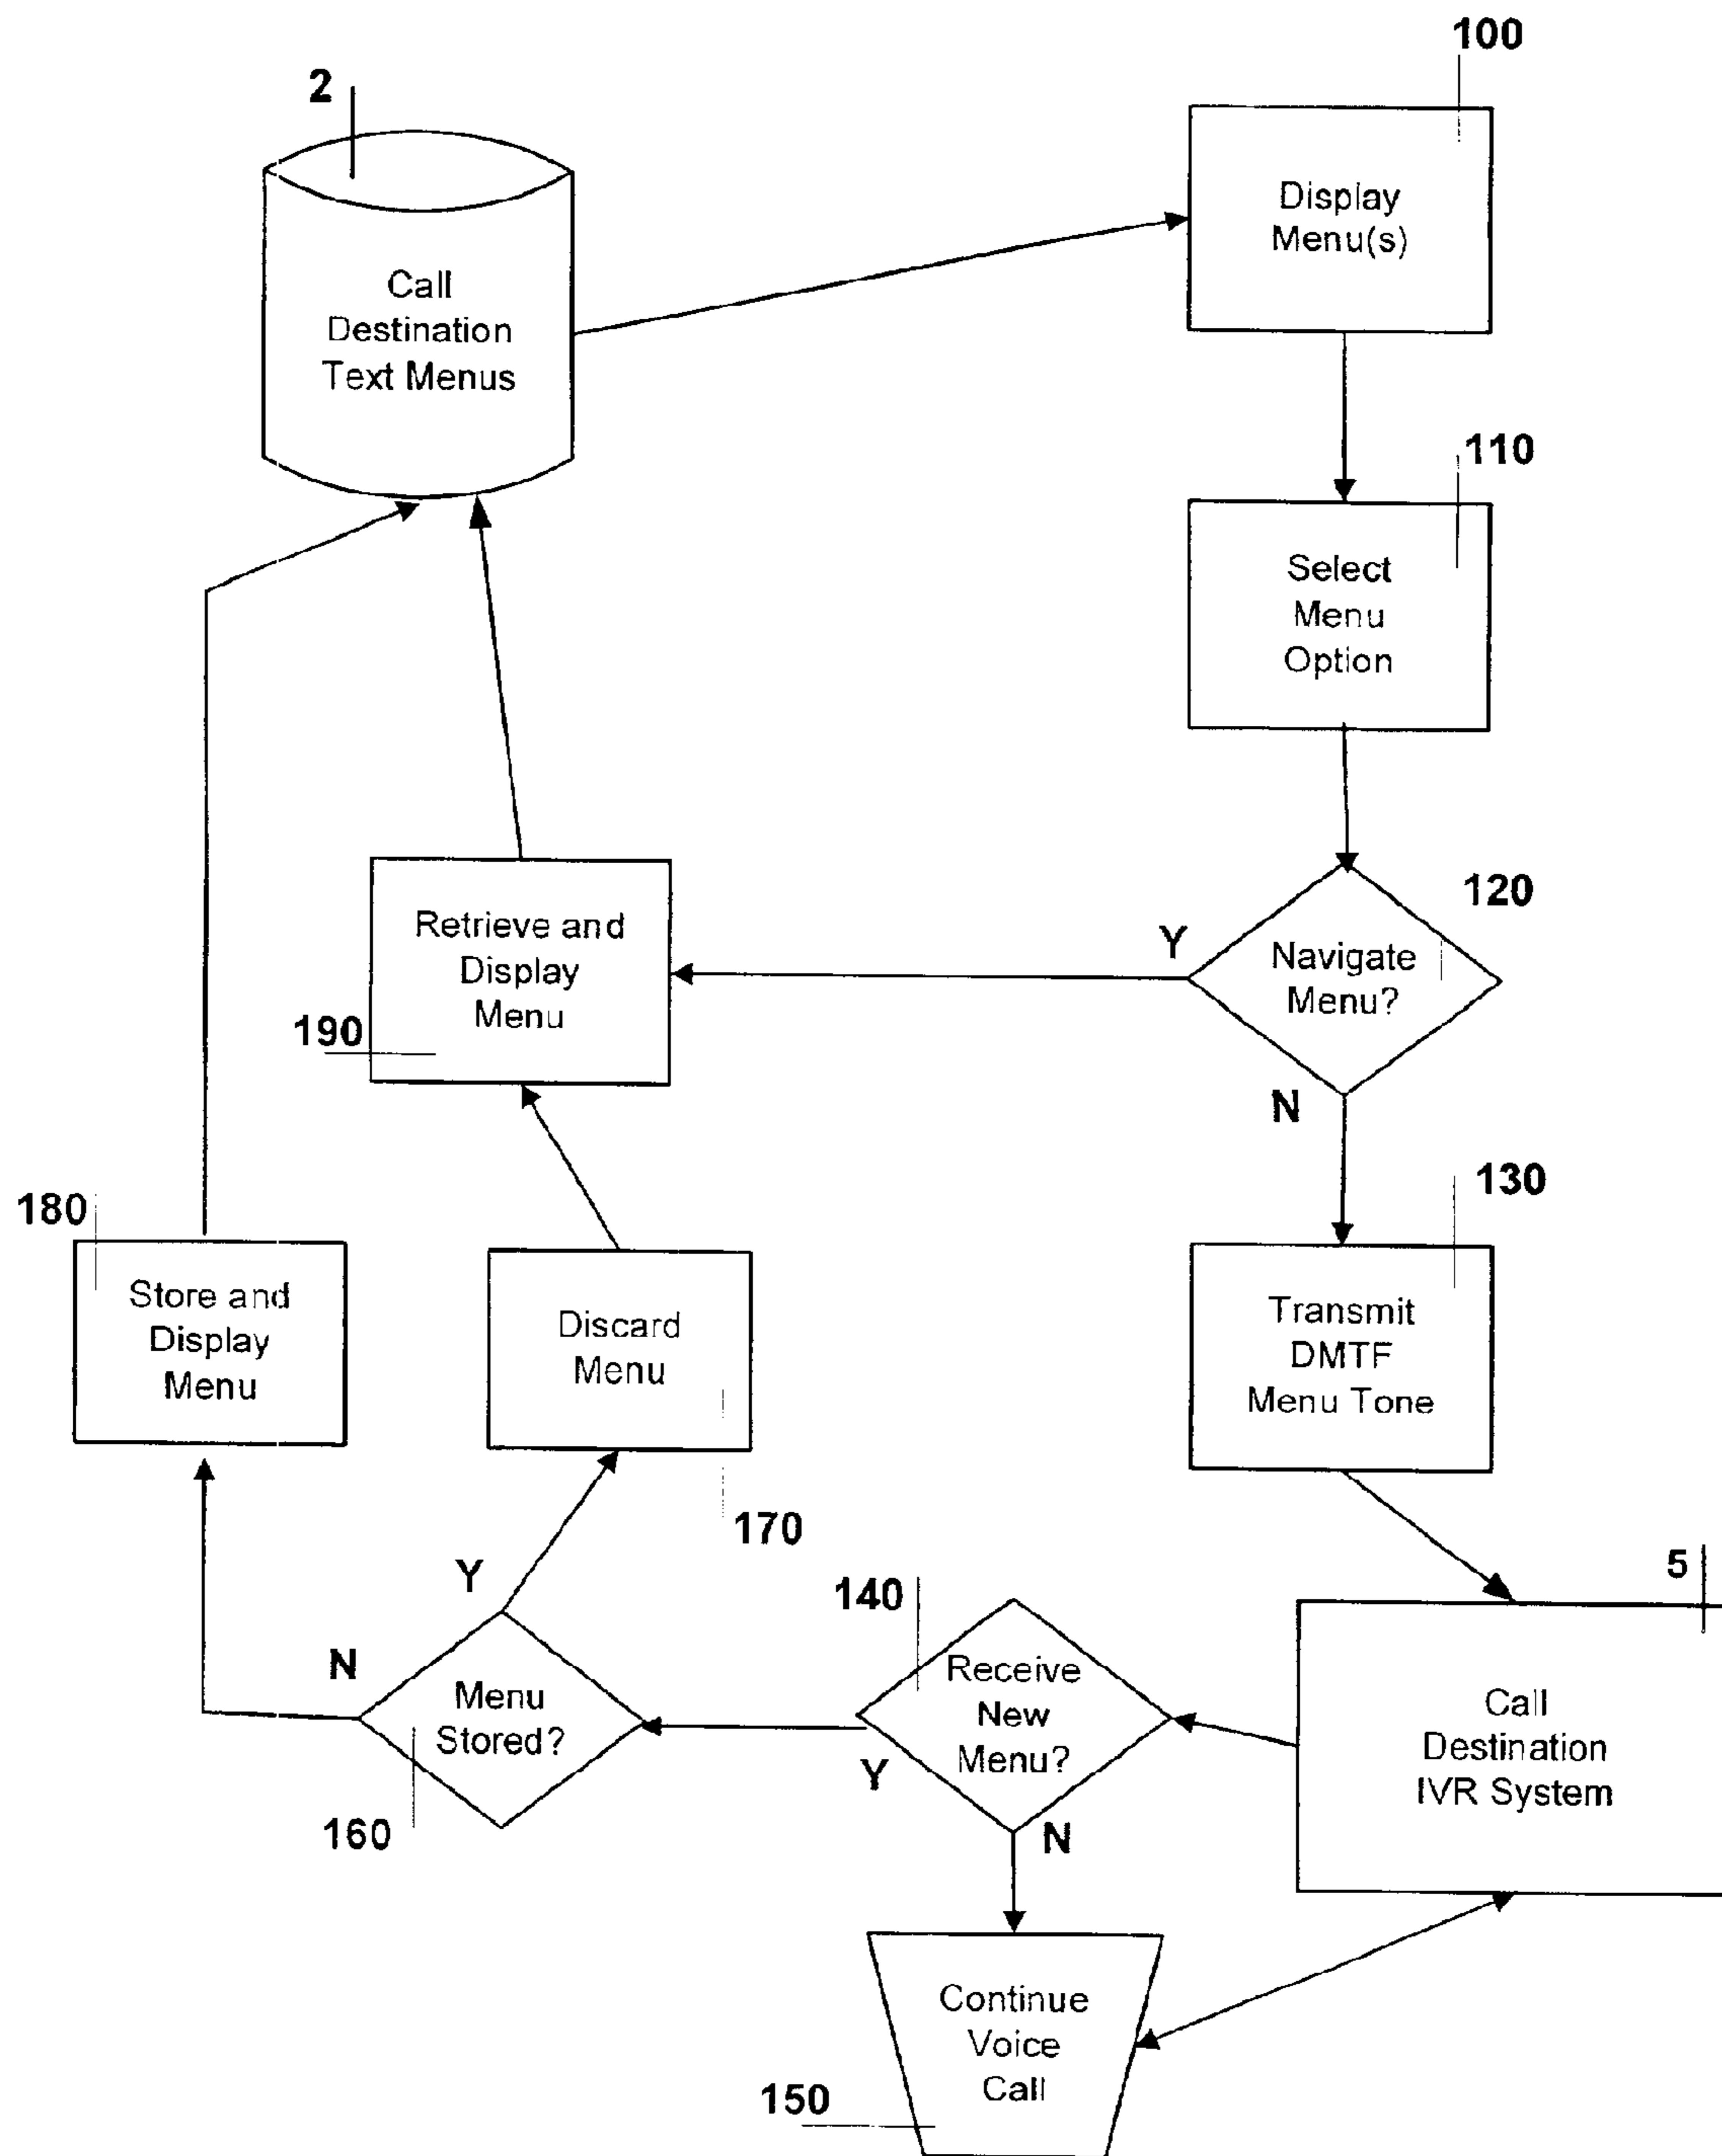 100
2
Display
Menu(s)
Call
Destination
Text Menus
110
Select
Menu
Option
120
Y
Navigate
Menu?
Retrieve and
Display
Menu
190
N
130
180
Transmit
DMTF
Menu Tone
Store and
Display
Menu
Discard
Menu
170
5
Y
140
N
Receive
New
Menu?
Menu
Stored?
Call
Destination
IVR System
Y
160
N
Continue
Voice
Call
150